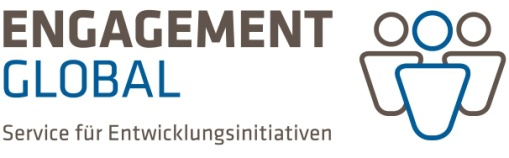 ENGAGEMENT
GLOBAL
Service für Entwicklungsinitiativen